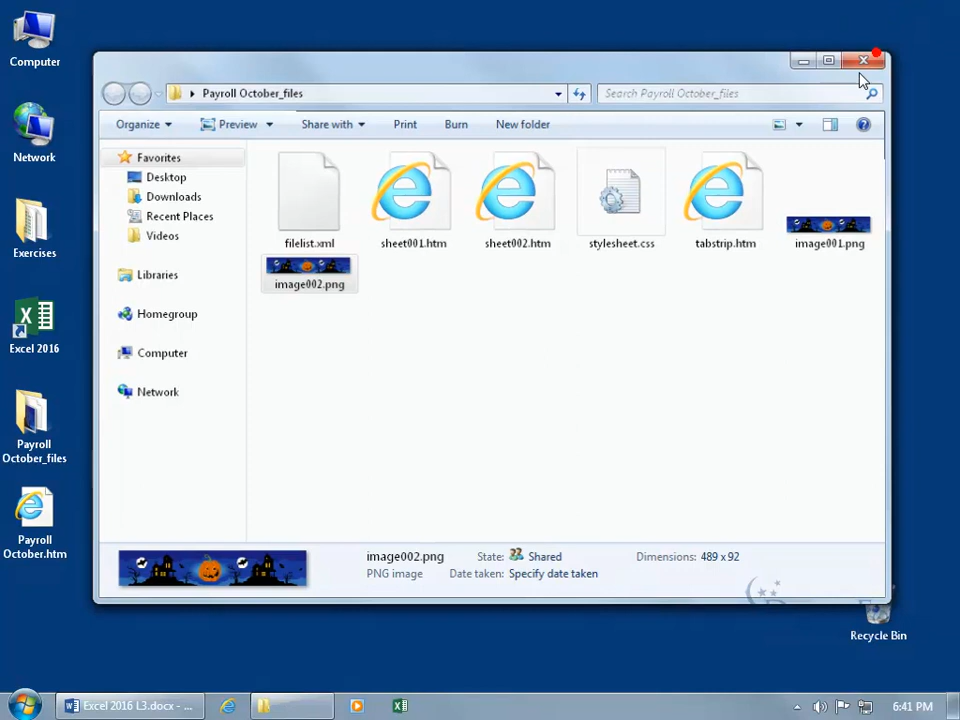 Computer
Network
Exercises
Excel 2016
Payroll
October_files
Payroll
October.htm
Payroll October_files
Search Payroll October_files
Organize
Preview
Share with
Print
Burn
New folder
Favorites
Desktop
Downloads
Recent Places
Videos
Libraries
Homegroup
Computer
Network
filelist.xml
sheet001.htm
sheet002.htm
stylesheet.css
tabstrip.htm
image001.png
image002.png
image002.png
State: Shared
Dimensions: 489 x 92
PNG image
Date taken: Specify date taken
Recycle Bin
Excel 2016 L3.docx - ...
6:41 PM